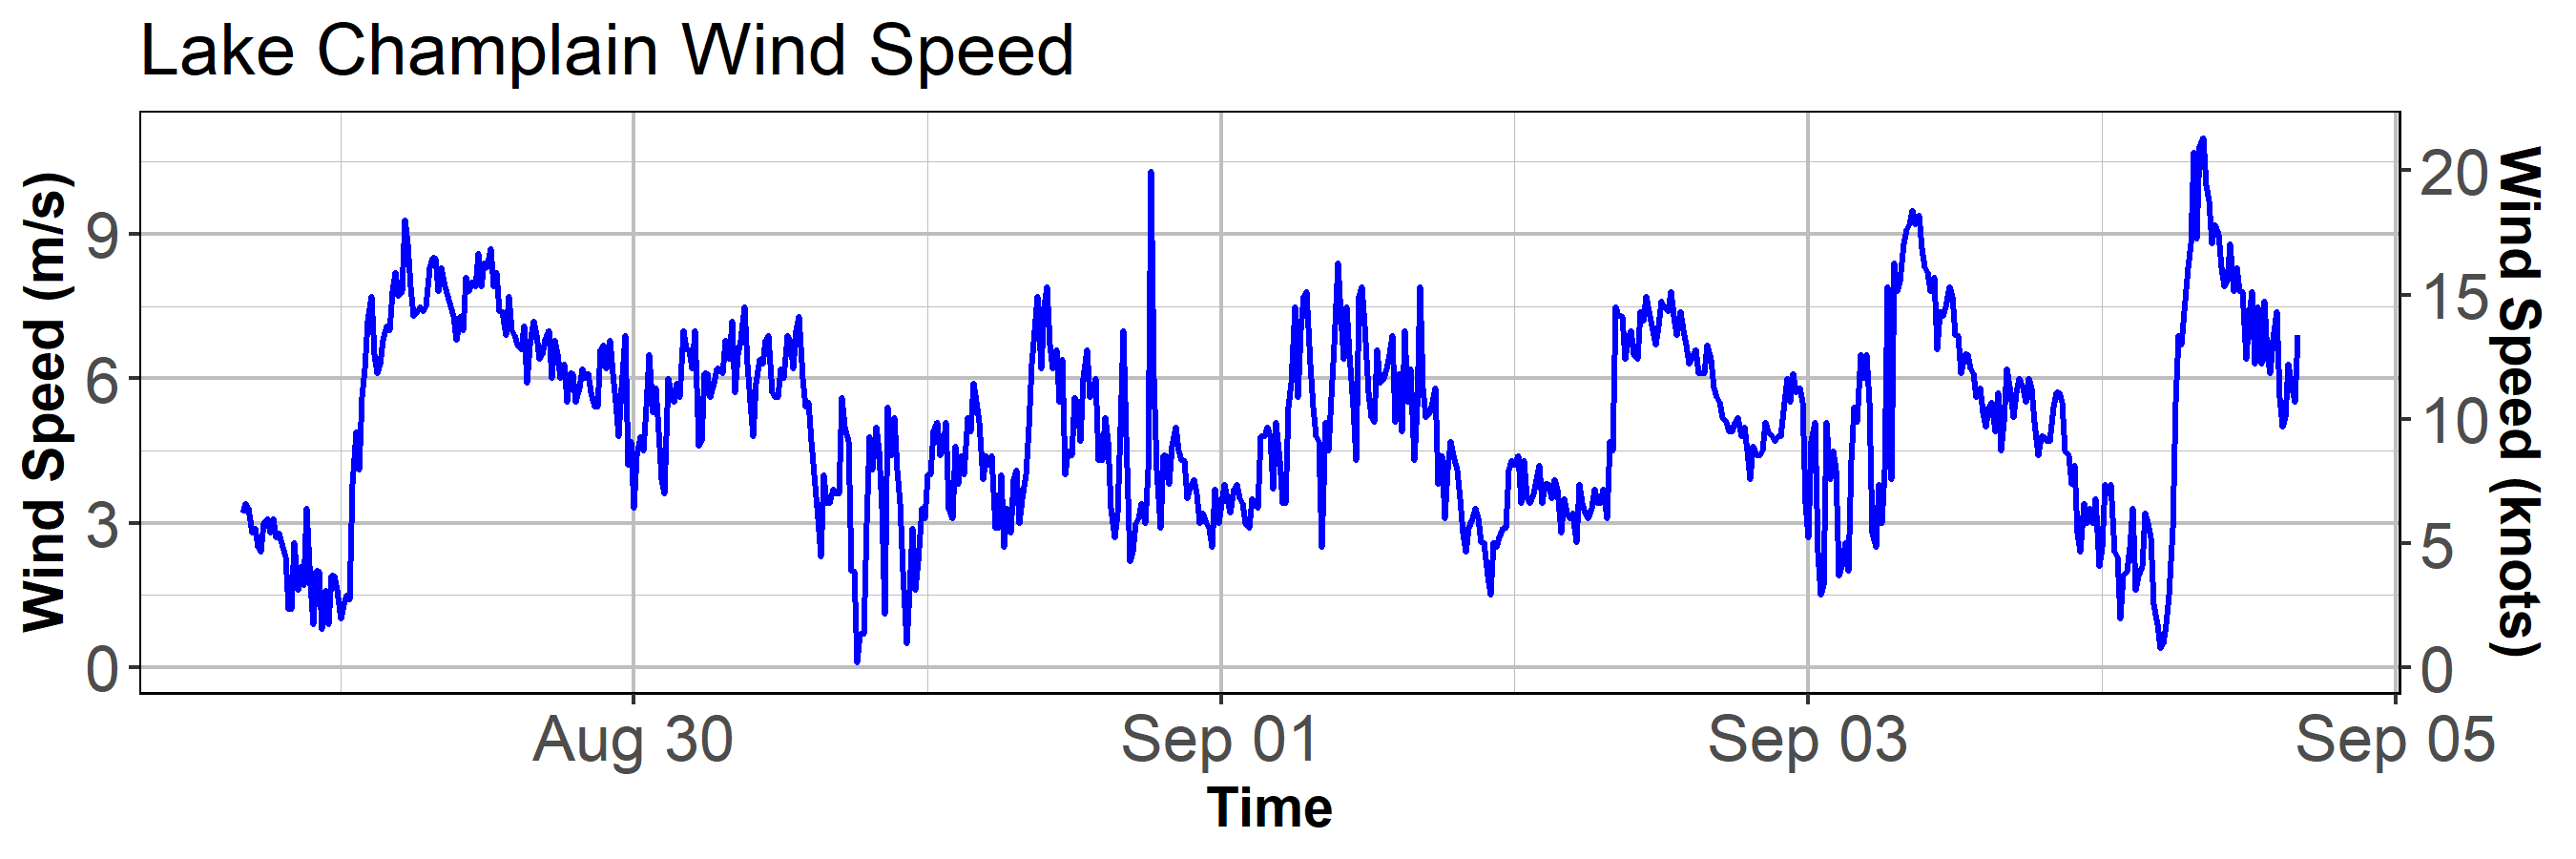 Lake Champlain Wind Speed
Wind Speed (m/s)
9
6
3
0
20
15
10
5
0
Wind Speed (knots)
Aug 30
Sep 01
Sep 03
Sep 05
Time